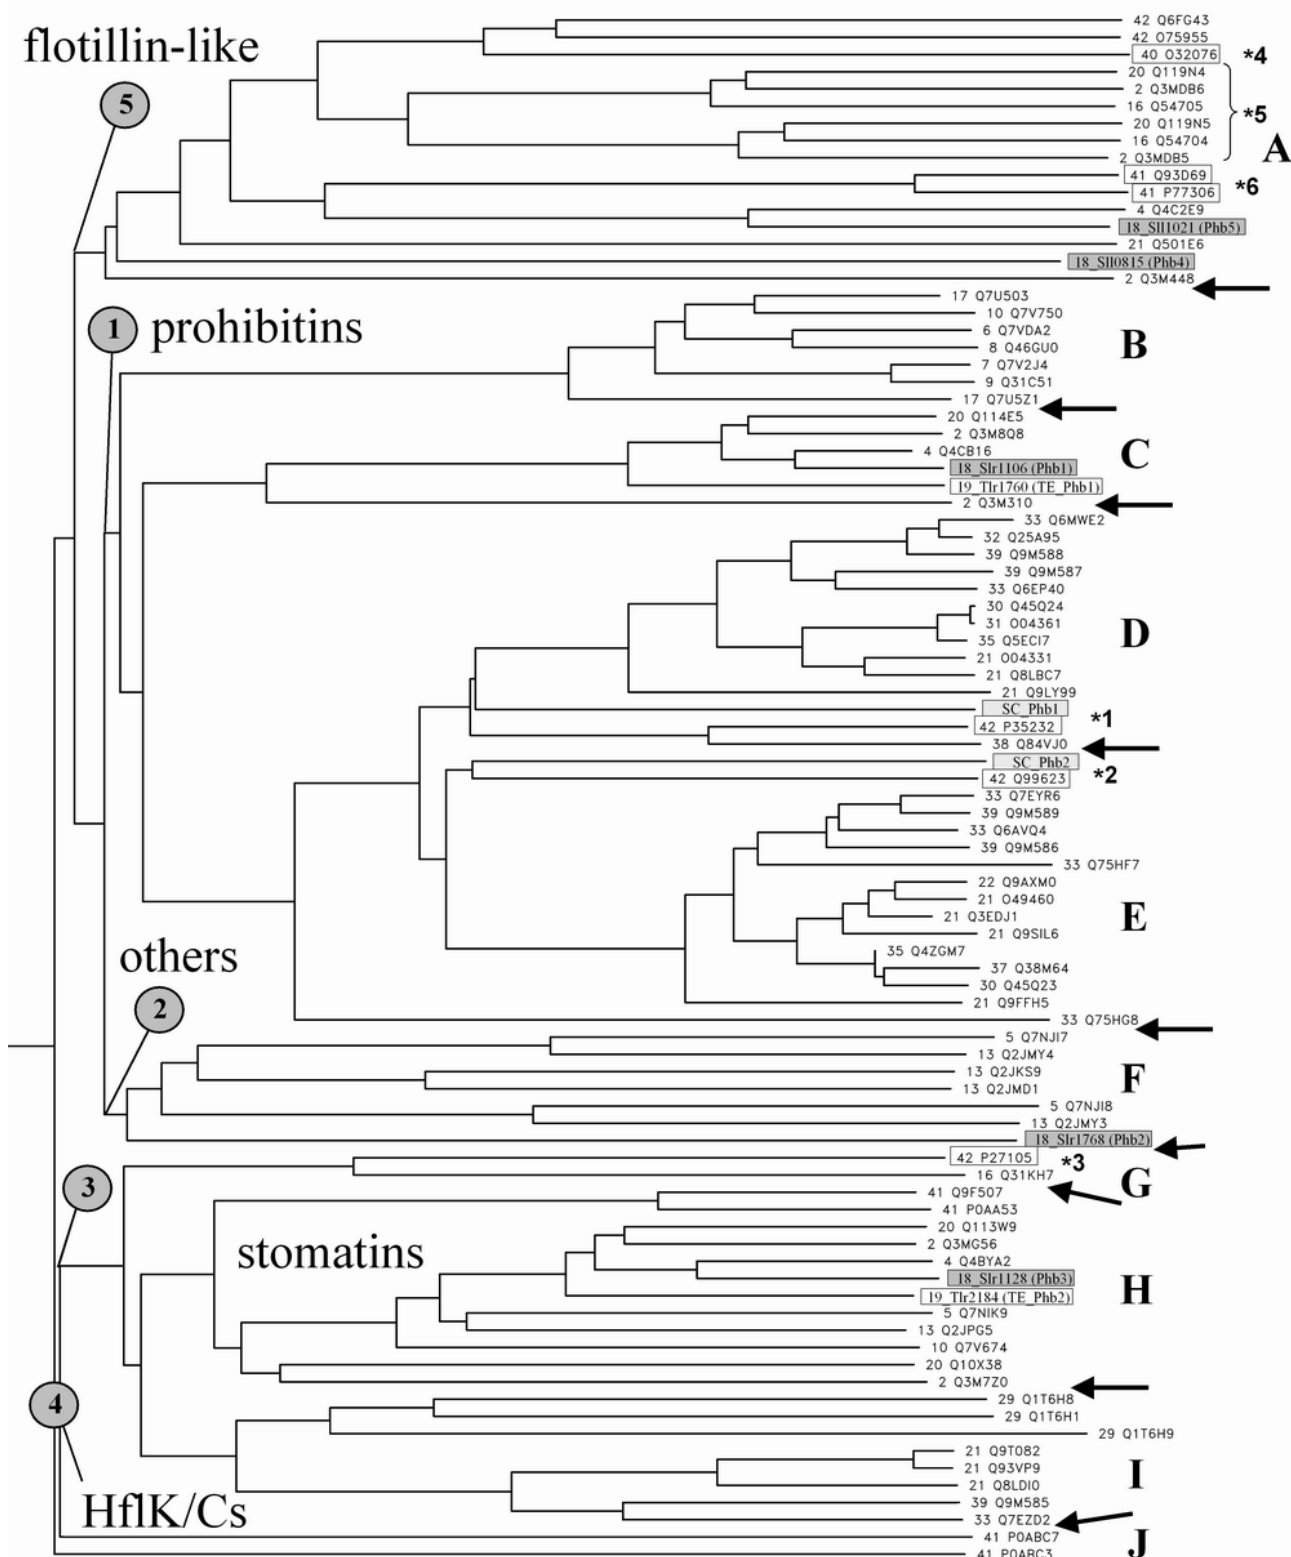 flotillin-like
5
42 Q6FG43
42 O75955
40 O32076
*4
20 Q119N4
2 Q3MDB6
16 Q54705
*5
20 Q119N5
16 Q54704
2 Q3MDB5
A
41 Q93D69
41 P77306
*6
4 Q4C2E9
18_Sll1021 (Phb5)
21 Q501E6
18_Sll0815 (Phb4)
2 Q3M448
1
prohibitins
17 Q7U503
10 Q7V750
6 Q7VDA2
8 Q46GU0
B
7 Q7V2J4
9 Q31C51
17 Q7U5Z1
20 Q114E5
2 Q3M8Q8
4 Q4CB16
C
18_Slr1106 (Phb1)
19_Tlr1760 (TE_Phb1)
2 Q3M310
33 Q6MWE2
32 Q25A95
39 Q9M588
39 Q9M587
33 Q6EP40
30 Q45Q24
31 O04361
D
35 Q5ECI7
21 O04331
21 Q8LBC7
21 Q9LY99
SC_Phb1
*1
42 P35232
38 Q84VJ0
SC_Phb2
*2
42 Q99623
33 Q7EYR6
39 Q9M589
33 Q6AVQ4
39 Q9M586
33 Q75HF7
22 Q9AXM0
21 O49460
21 Q3EDJ1
E
21 Q9SIL6
others
35 Q4ZGM7
37 Q38M64
30 Q45Q23
2
21 Q9FFH5
33 Q75HG8
5 Q7NJI7
13 Q2JMY4
13 Q2JKS9
F
13 Q2JMD1
5 Q7NJI8
13 Q2JMY3
18_Slr1768 (Phb2)
42 P27105
*3
16 Q31KH7
G
3
41 Q9F507
41 P0AA53
20 Q113W9
2 Q3MG56
stomatins
4 Q4BYA2
18_Slr1128 (Phb3)
H
19_Tlr2184 (TE_Phb2)
5 Q7NIK9
13 Q2JPG5
10 Q7V674
20 Q10X38
2 Q3M7Z0
4
29 Q1T6H8
29 Q1T6H1
29 Q1T6H9
21 Q9T082
21 Q93VP9
I
21 Q8LDI0
39 Q9M585
HflK/Cs
33 Q7EZD2
41 P0ABC7
J
41 P0ABC3